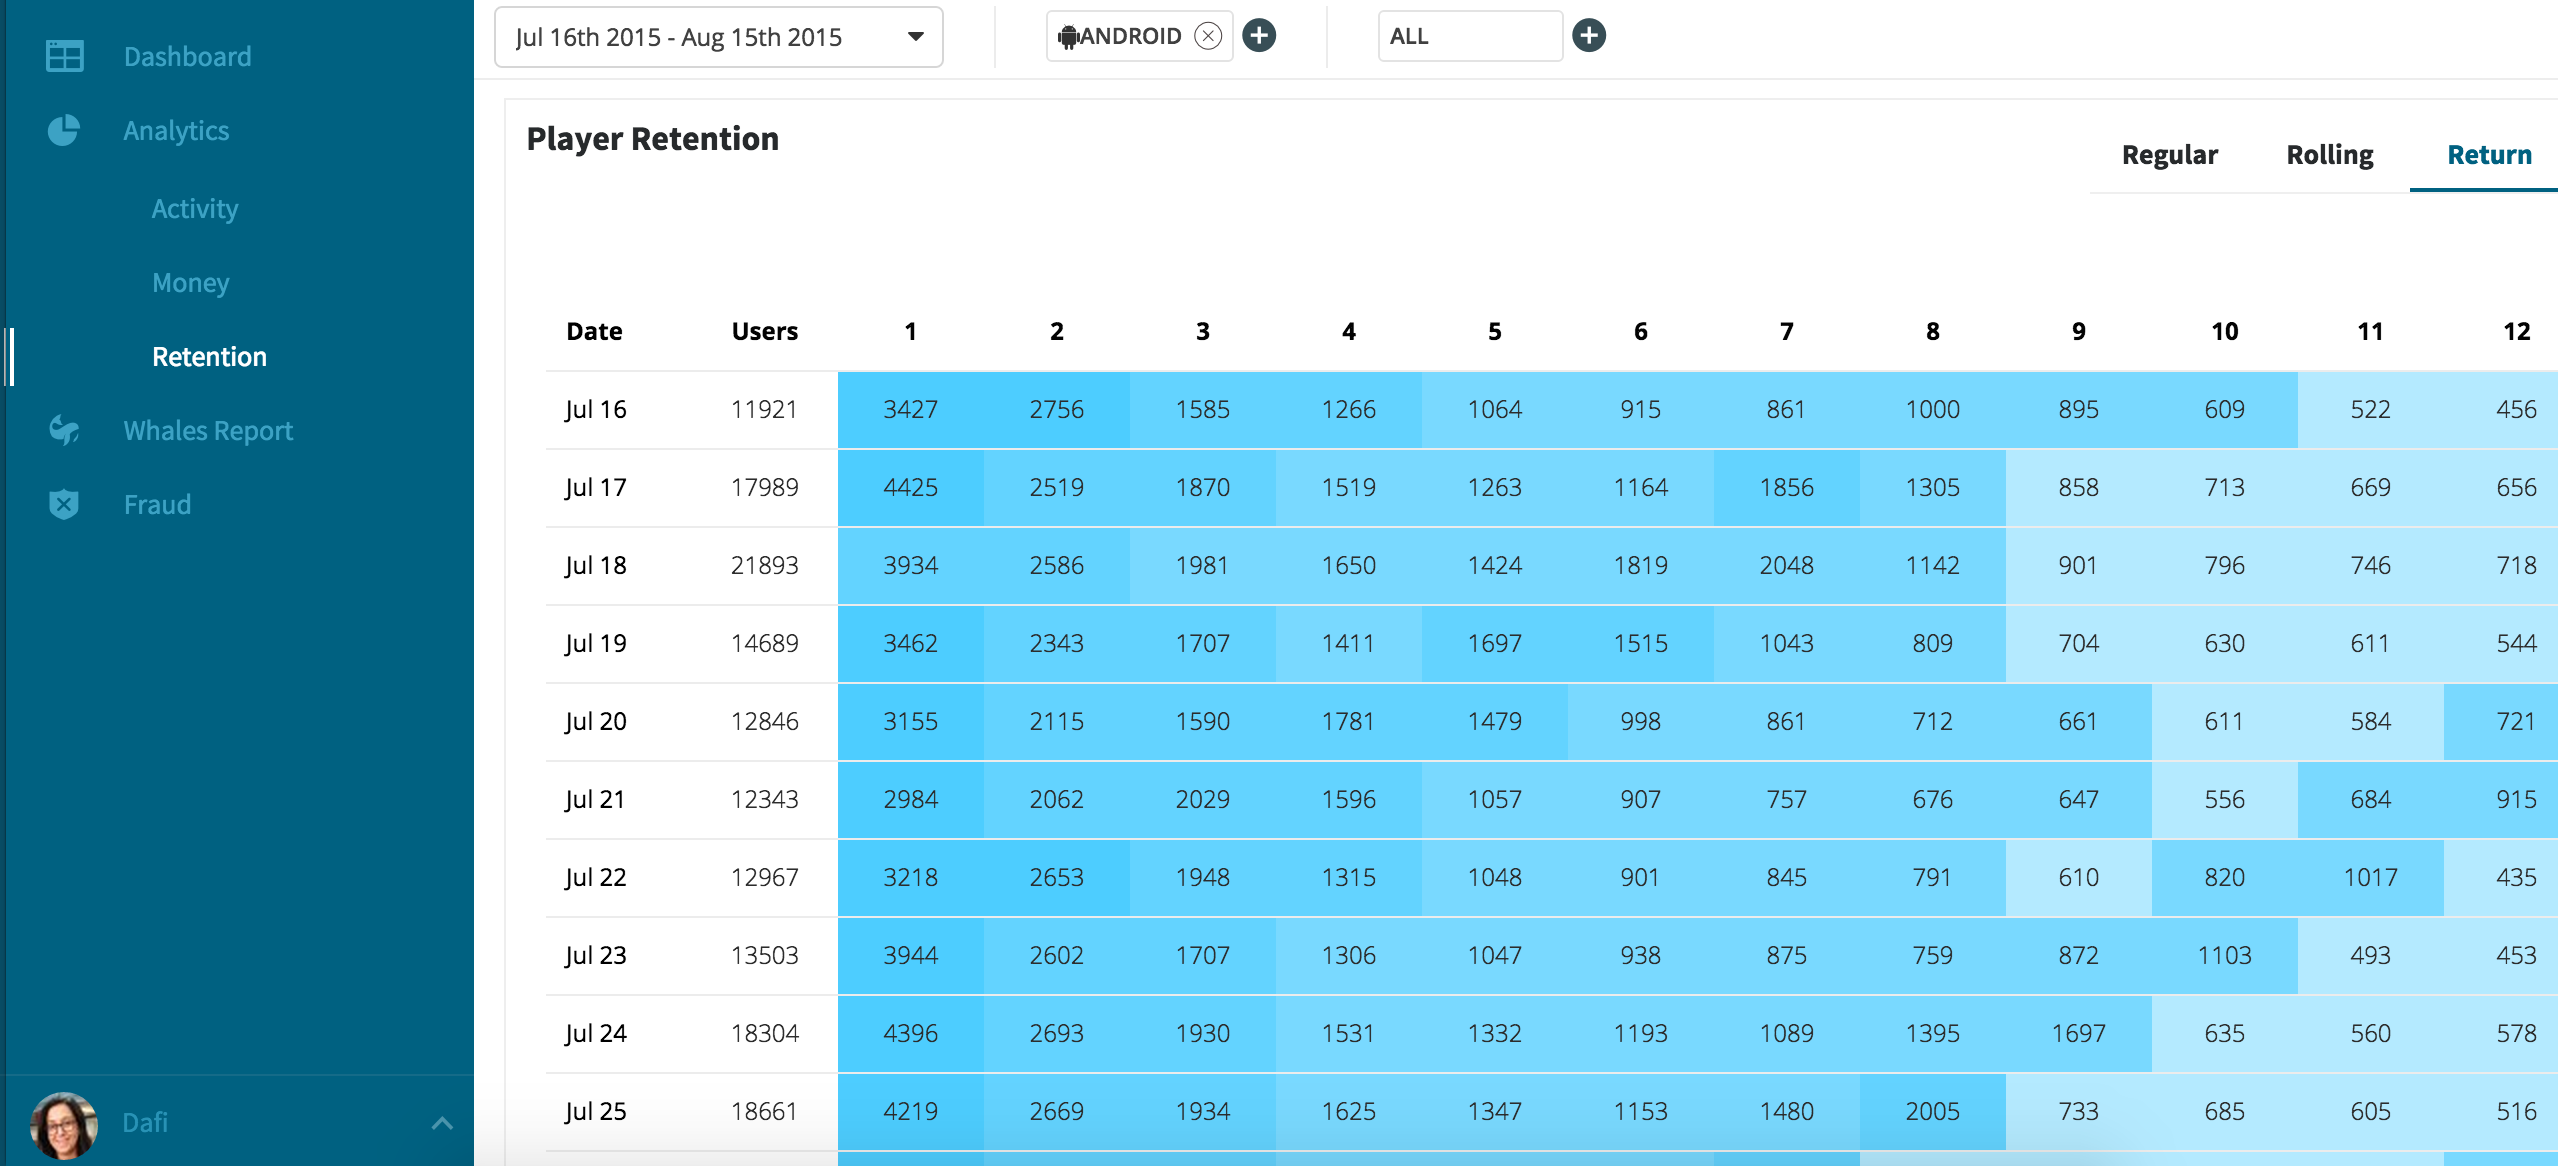 Dashboard
Analytics
Activity
Money
Retention
Whales Report
Fraud
Dafi
Jul 16th 2015 - Aug 15th 2015
ANDROID
ALL
Player Retention
Regular Rolling Return
Date Users 1 2 3 4 5 6 7 8 9 10 11 12
Jul 16 11921 3427 2756 1585 1266 1064 915 861 1000 895 609 522 456
Jul 17 17989 4425 2519 1870 1519 1263 1164 1856 1305 858 713 669 656
Jul 18 21893 3934 2586 1981 1650 1424 1819 2048 1142 901 796 746 718
Jul 19 14689 3462 2343 1707 1411 1697 1515 1043 809 704 630 611 544
Jul 20 12846 3155 2115 1590 1781 1479 998 861 712 661 611 584 721
Jul 21 12343 2984 2062 2029 1596 1057 907 757 676 647 556 684 915
Jul 22 12967 3218 2653 1948 1315 1048 901 845 791 610 820 1017 435
Jul 23 13503 3944 2602 1707 1306 1047 938 875 759 872 1103 493 453
Jul 24 18304 4396 2693 1930 1531 1332 1193 1089 1395 1697 635 560 578
Jul 25 18661 4219 2669 1934 1625 1347 1153 1480 2005 733 685 605 516